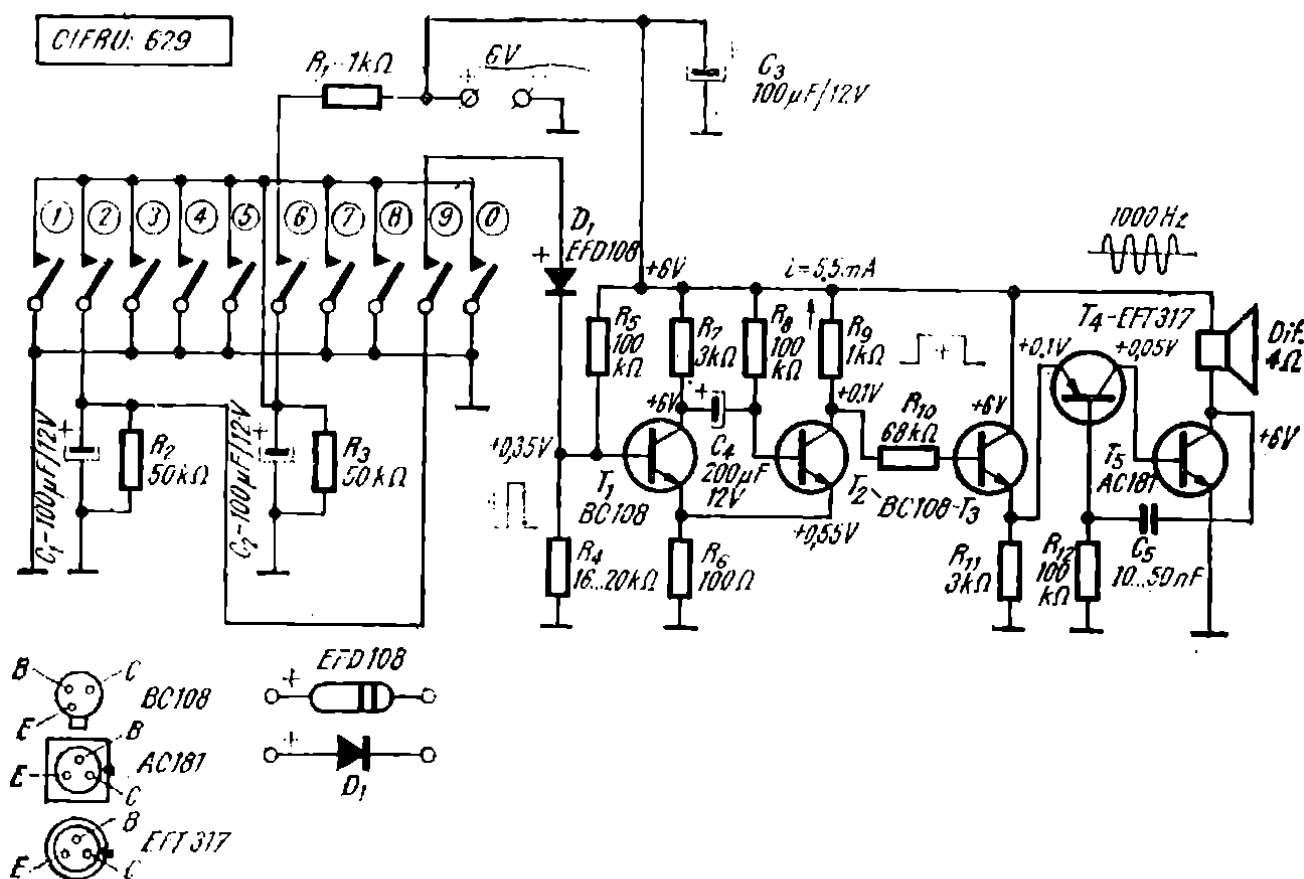 CIFRU: 629
R1-1kΩ
6V
+
C3
100µF/12V
+
1 2 3 4 5 6 7 8 9 0
D1
EFD108
+
1000Hz
+6V
i=5,5mA
T4-EFT317
R5
100
kΩ
R7
3kΩ
R8
100
kΩ
R9
1kΩ
+
+0,1V
+0,05V
Dif.
4Ω
+6V
+
C4
200µF
12V
+0,1V
R10
68kΩ
+6V
+6V
C1-100µF/12V
+
R2
50kΩ
C2-100µF/12V
+
R3
50kΩ
+0,35V
T1
BC108
T2
BC108-T3
T5
AC181
+
+0,55V
R4
16...20kΩ
R6
100Ω
R11
3kΩ
R12
100
kΩ
C5
10...50nF
B C
E
BC108
B
E
C
AC181
B
E
C
EFT317
EFD108
+
+
D1